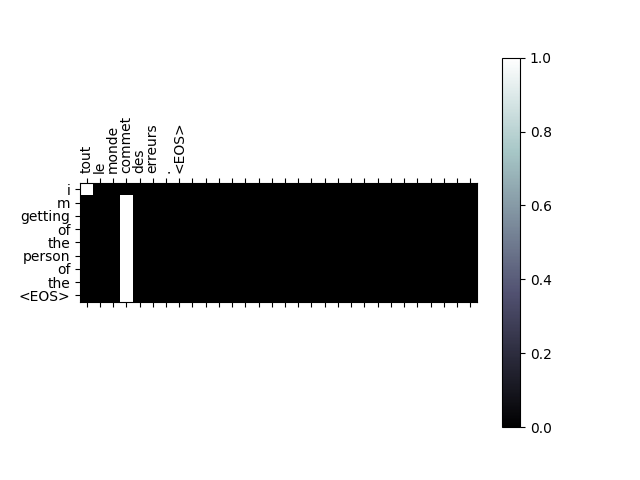 tout
le
monde
commet
des
erreurs
.
<EOS>
i
m
getting
of
the
person
of
the
<EOS>
1.0
0.8
0.6
0.4
0.2
0.0